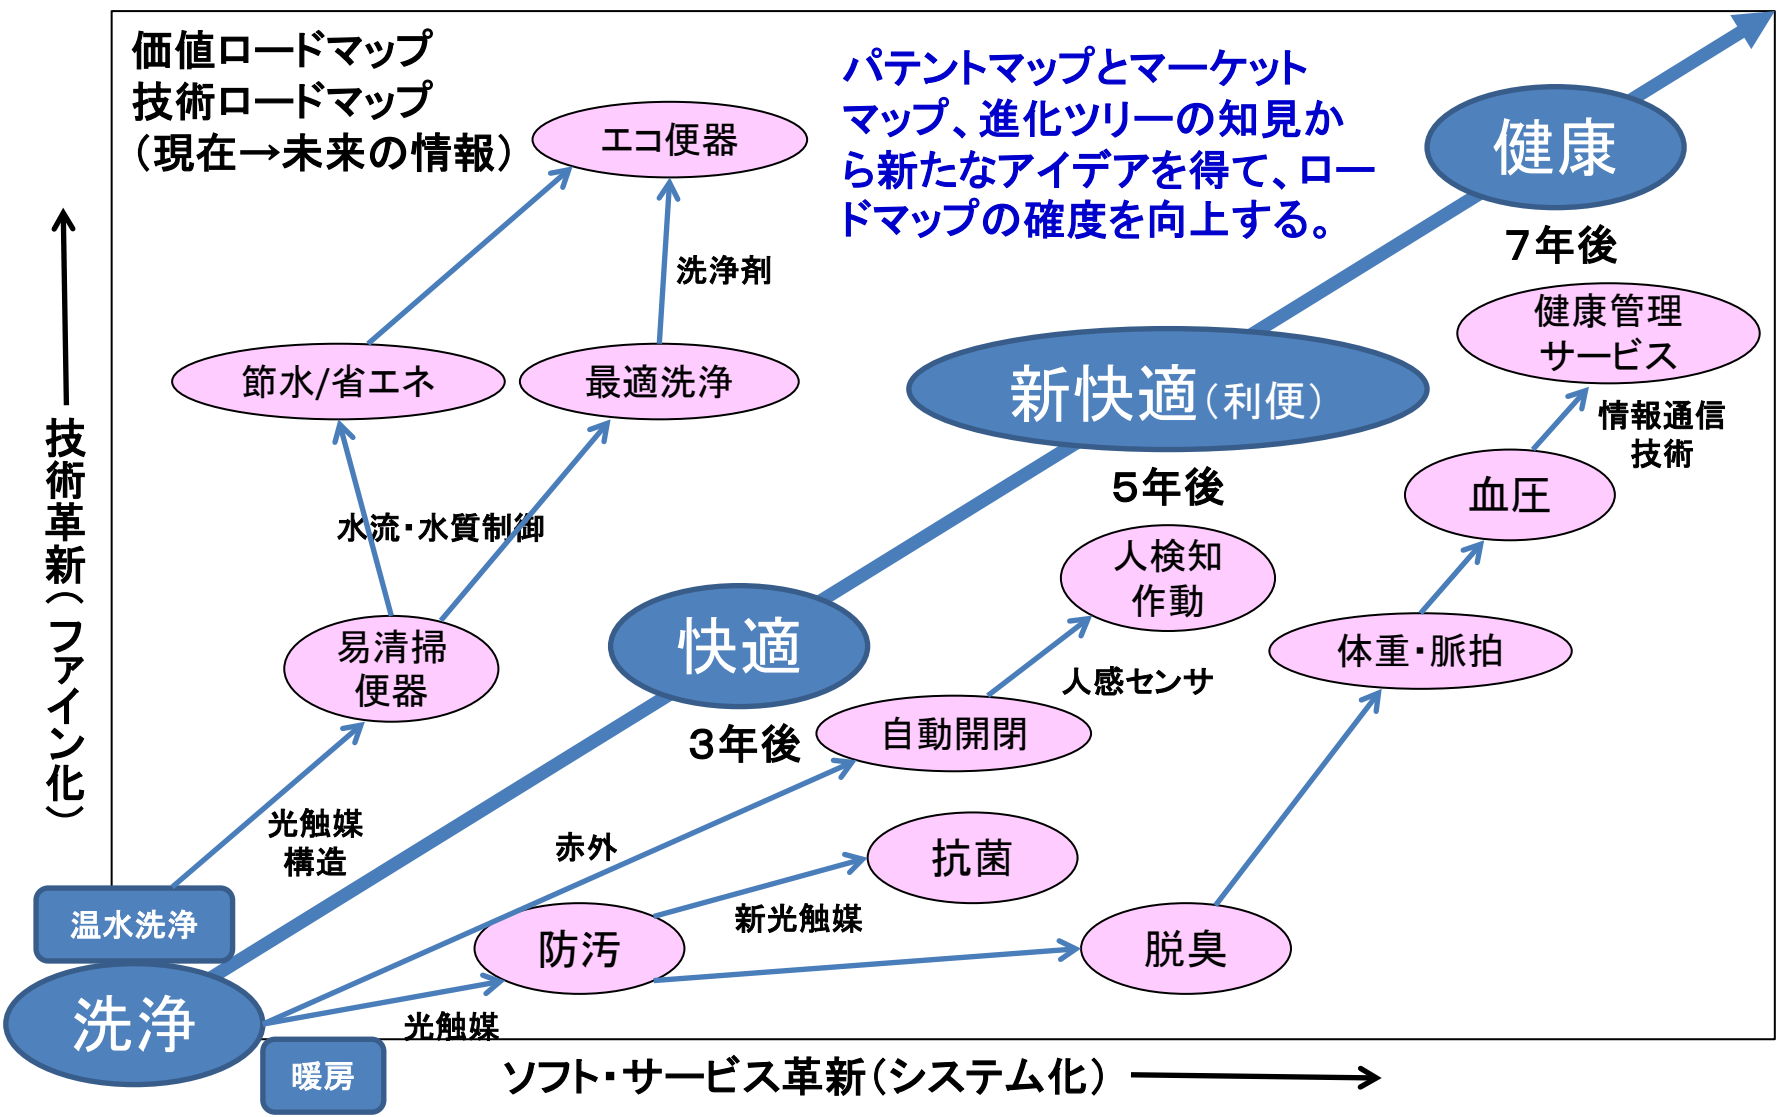 価値ロードマップ
技術ロードマップ
（現在→未来の情報）
パテントマップとマーケット
マップ、進化ツリーの知見か
ら新たなアイデアを得て、ロー
ドマップの確度を向上する。
エコ便器
健康
7年後
洗浄剤
健康管理
サービス
節水/省エネ
最適洗浄
新快適（利便）
情報通信
技術
5年後
血圧
水流・水質制御
人検知
作動
快適
易清掃
便器
体重・脈拍
人感センサ
3年後
自動開閉
光触媒
構造
赤外
抗菌
新光触媒
温水洗浄
防汚
脱臭
洗浄
光触媒
暖房
技術革新（ファイン化）
ソフト・サービス革新（システム化）